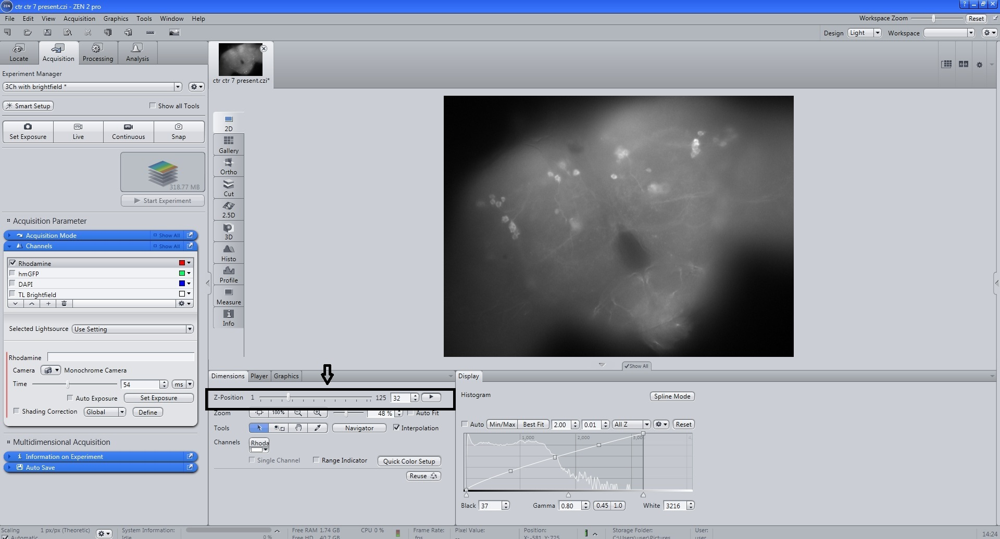 ZEN ctr ctr 7 present.czi - ZEN 2 pro
File Edit View Acquisition Graphics Tools Window Help
Workspace Zoom Reset
Design Light Workspace
Locate Acquisition Processing Analysis
ctr ctr 7 present.czi*
Experiment Manager
3Ch with brightfield *
Smart Setup Show all Tools
Set Exposure Live Continuous Snap
318.77 MB
Start Experiment
Acquisition Parameter
Acquisition Mode Show All
Channels Show All
Rhodamine
hmGFP
DAPI
TL Brightfield
Selected Lightsource Use Setting
Rhodamine
Camera Monochrome Camera
Time 54 ms
Auto Exposure Set Exposure
Shading Correction Global Define
Multidimensional Acquisition
Information on Experiment
Auto Save
2D
Gallery
Ortho
Cut
2.5D
3D
Histo
Profile
Measure
Info
Show All
Dimensions Player Graphics
Z-Position 1 125 32
Zoom 100% 48 % Auto Fit
Tools Navigator Interpolation
Channels Rhoda
Single Channel Range Indicator Quick Color Setup
Reuse
Display
Histogram Spline Mode
Auto Min/Max Best Fit 2.00 0.01 All Z Reset
1,000 2,000 3,00
Black 37 Gamma 0.80 0.45 1.0 White 3216
Scaling 1 px/px (Theoretic) System Information: Free RAM 1.74 GB CPU 0 % Frame Rate: Pixel Value: Position: Storage Folder: User:
Automatic Idle 0 % Free HD 40.7 GB fps X: -581, Y: 725 C:\Users\user\Pictures user 14:24